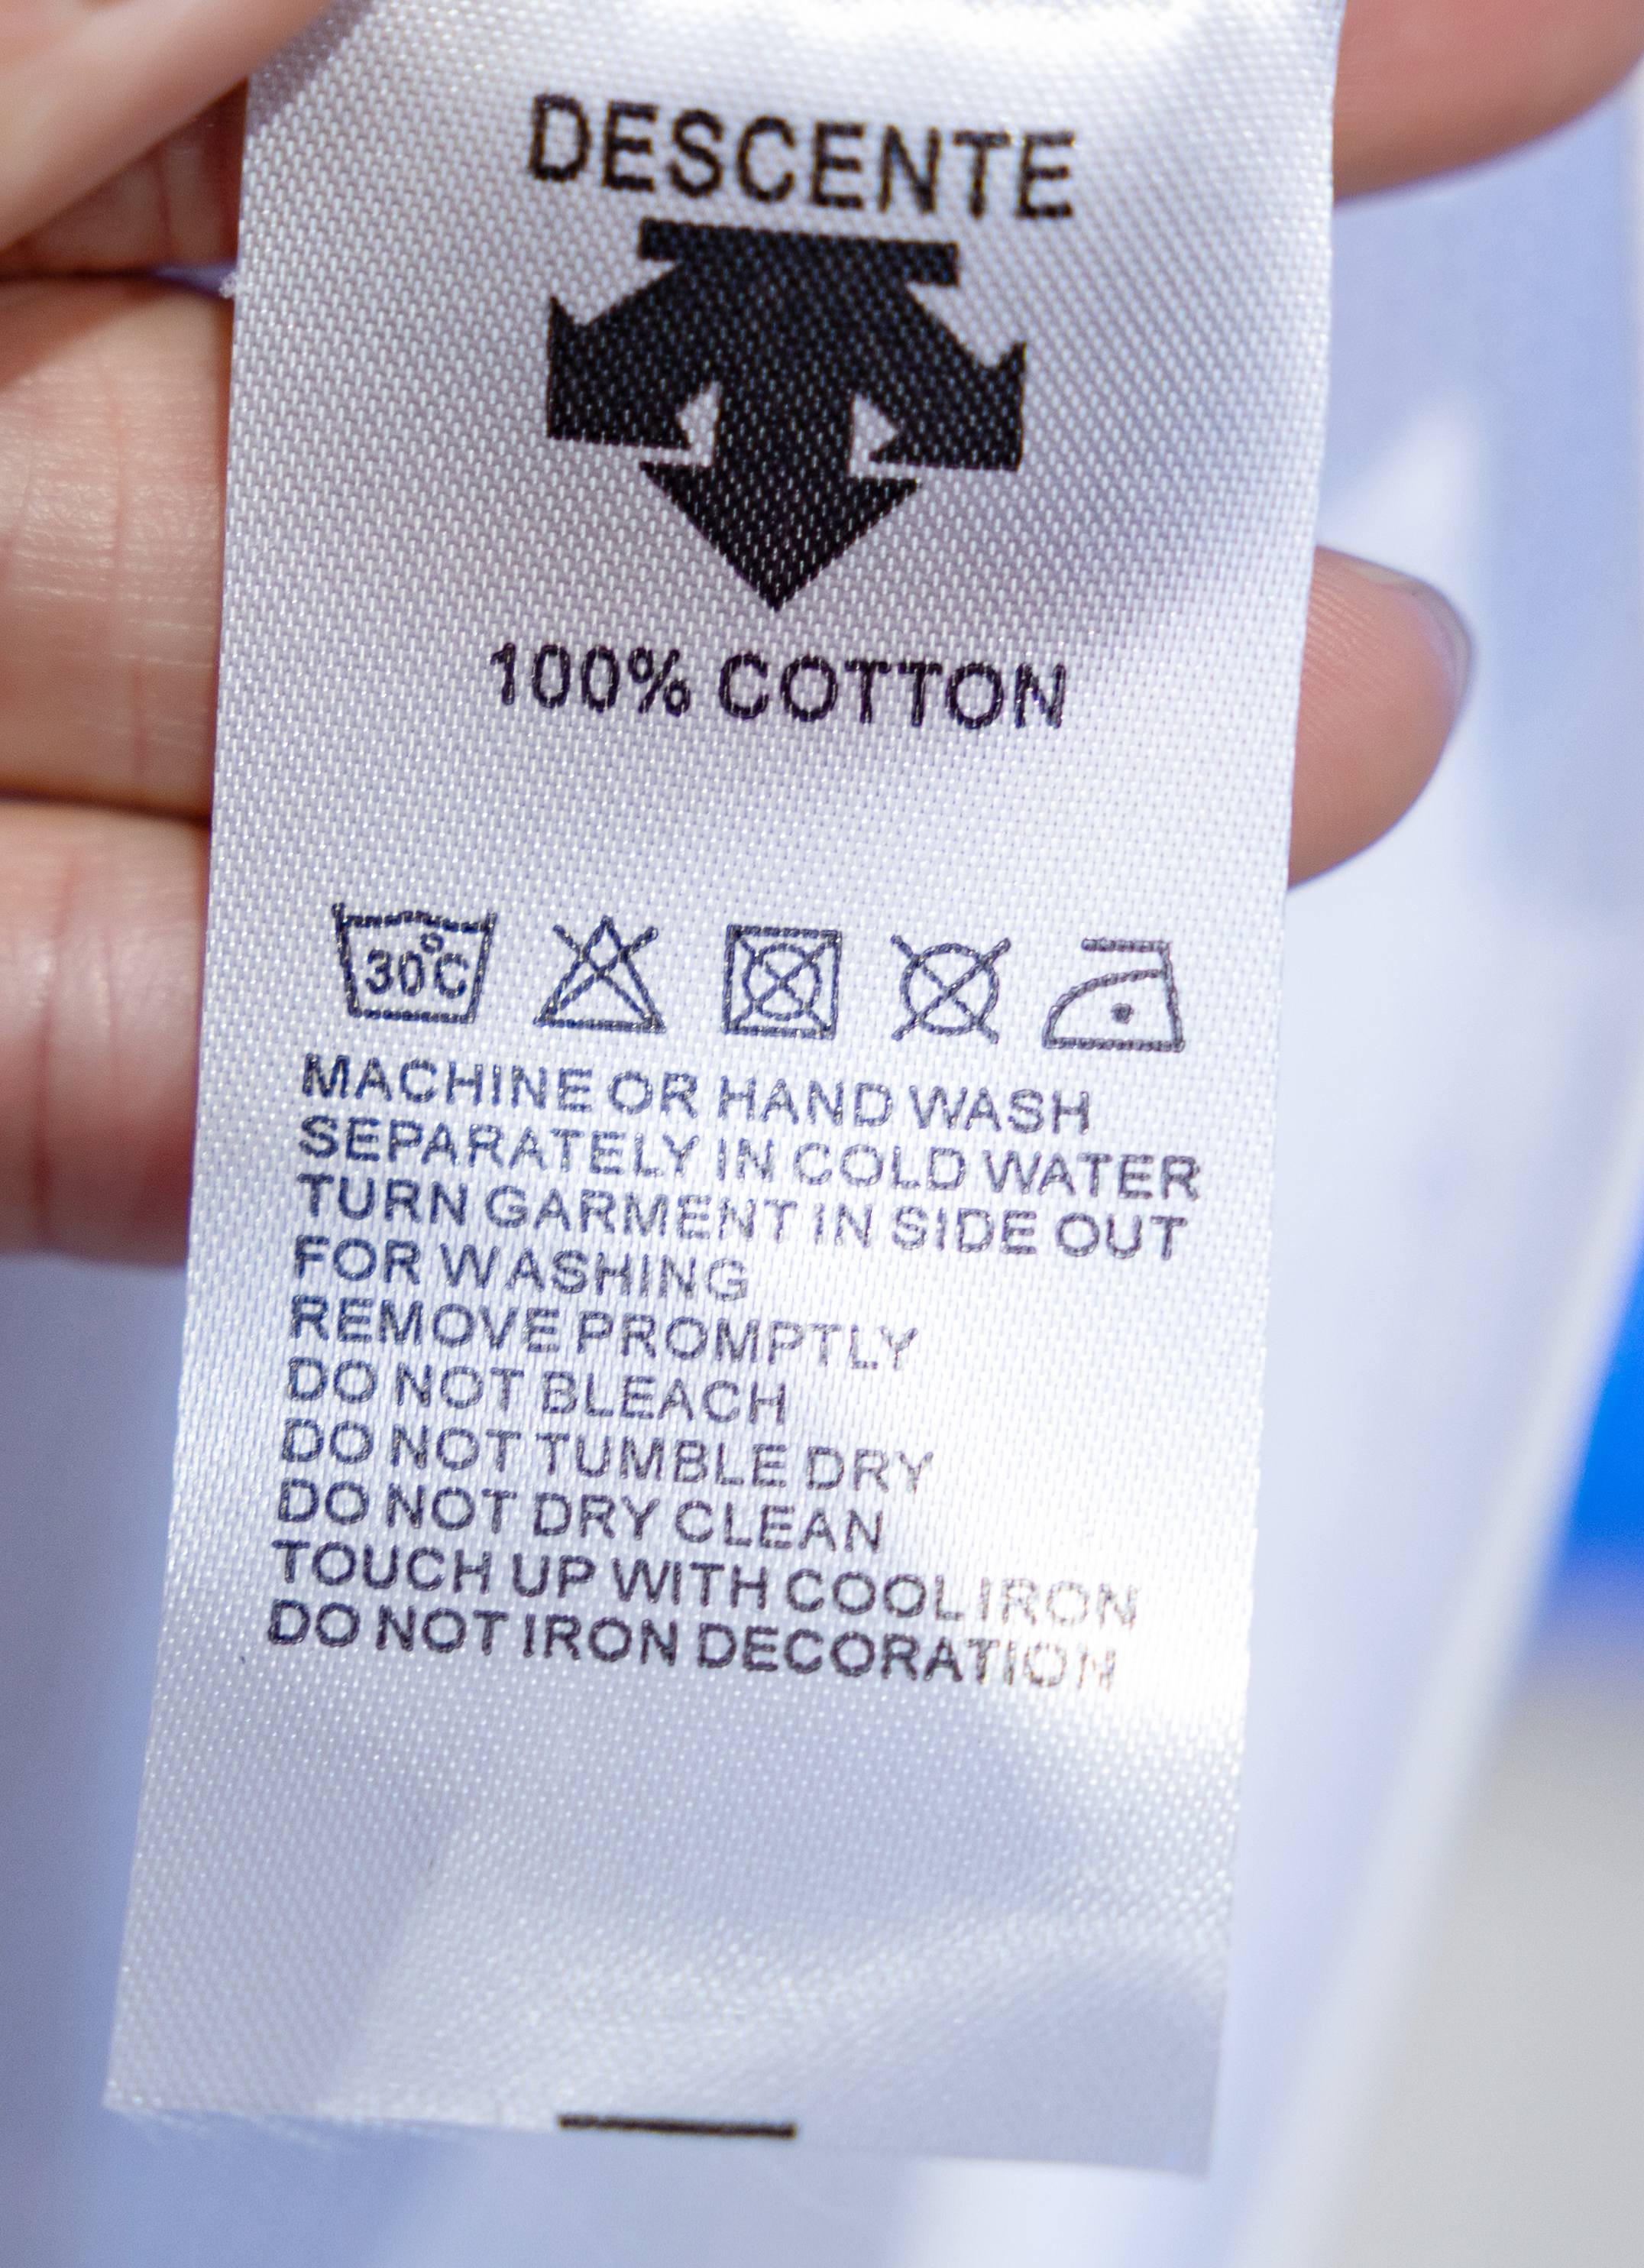 DESCENTE
100% COTTON
30°C
MACHINE OR HAND WASH
SEPARATELY IN COLD WATER
TURN GARMENT IN SIDE OUT
FOR WASHING
REMOVE PROMPTLY
DO NOT BLEACH
DO NOT TUMBLE DRY
DO NOT DRY CLEAN
TOUCH UP WITH COOL IRON
DO NOT IRON DECORATION